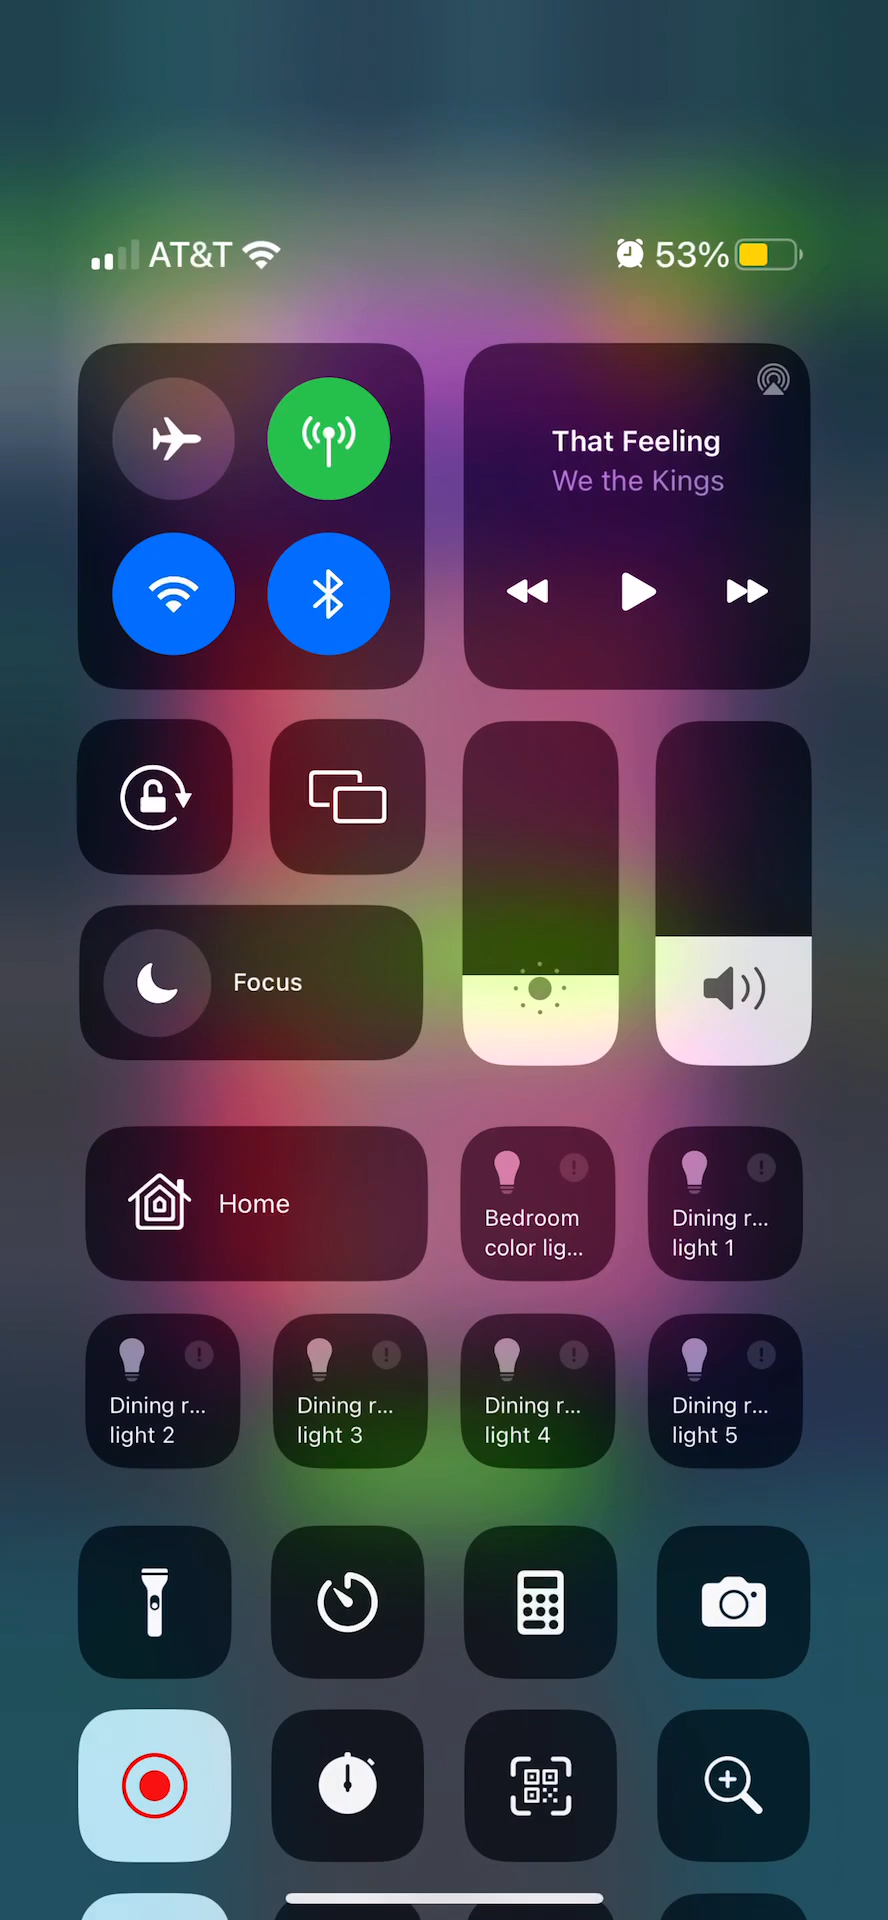 AT&T
53%
That Feeling
We the Kings
Focus
Home
Bedroom
color lig...
Dining r...
light 1
Dining r...
light 2
Dining r...
light 3
Dining r...
light 4
Dining r...
light 5